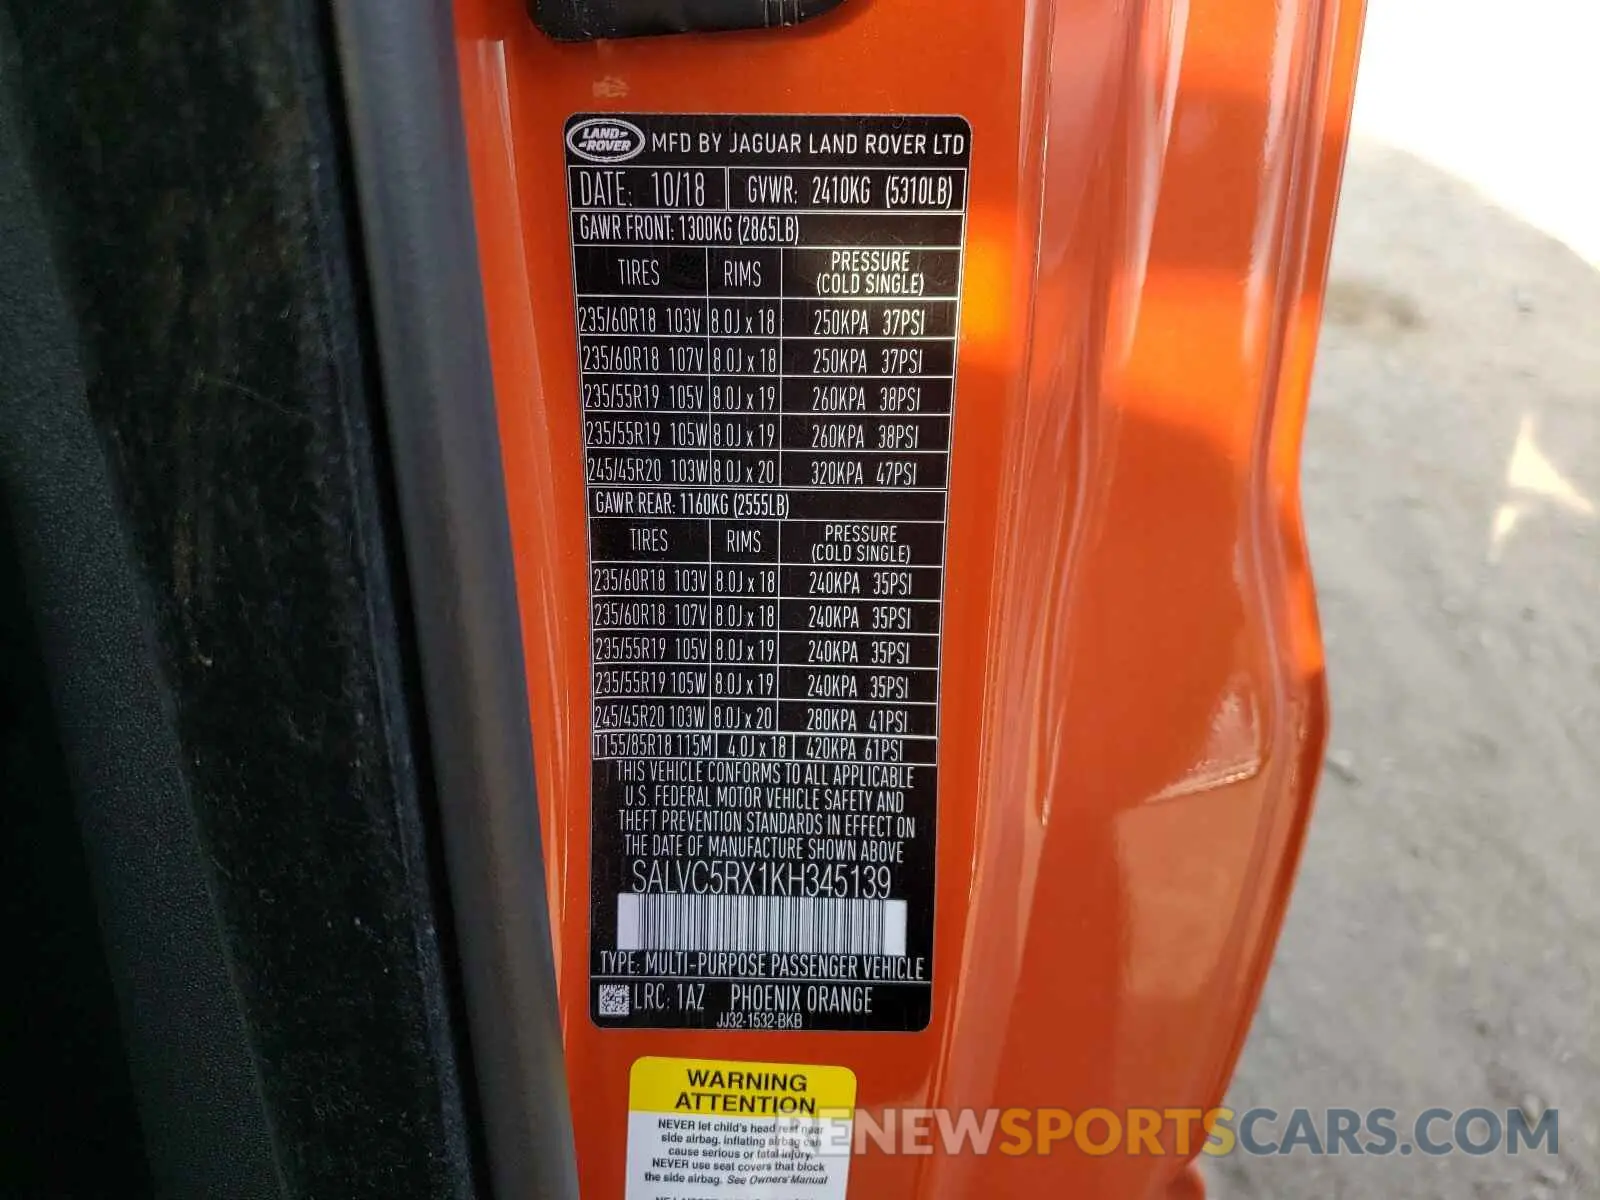 LAND-
-ROVER
MFD BY JAGUAR LAND ROVER LTD
DATE: 10/18 GVWR: 2410KG (5310LB)
GAWR FRONT: 1300KG (2865LB)
TIRES RIMS PRESSURE
(COLD SINGLE)
235/60R18 103V 8.0J x 18 250KPA 37PSI
235/60R18 107V 8.0J x 18 250KPA 37PSI
235/55R19 105V 8.0J x 19 260KPA 38PSI
235/55R19 105W 8.0J x 19 260KPA 38PSI
245/45R20 103W 8.0J x 20 320KPA 47PSI
GAWR REAR: 1160KG (2555LB)
TIRES RIMS PRESSURE
(COLD SINGLE)
235/60R18 103V 8.0J x 18 240KPA 35PSI
235/60R18 107V 8.0J x 18 240KPA 35PSI
235/55R19 105V 8.0J x 19 240KPA 35PSI
235/55R19 105W 8.0J x 19 240KPA 35PSI
245/45R20 103W 8.0J x 20 280KPA 41PSI
T155/85R18 115M 4.0J x 18 420KPA 61PSI
THIS VEHICLE CONFORMS TO ALL APPLICABLE
U.S. FEDERAL MOTOR VEHICLE SAFETY AND
THEFT PREVENTION STANDARDS IN EFFECT ON
THE DATE OF MANUFACTURE SHOWN ABOVE
SALVC5RX1KH345139
TYPE: MULTI-PURPOSE PASSENGER VEHICLE
LRC: 1AZ PHOENIX ORANGE
JJ32-1532-BKB
WARNING
ATTENTION
NEVER let child's head rest near
side airbag. inflating airbag can
cause serious or fatal injury.
NEVER use seat covers that block
the side airbag. See Owners' Manual
RENEWSPORTSCARS.COM